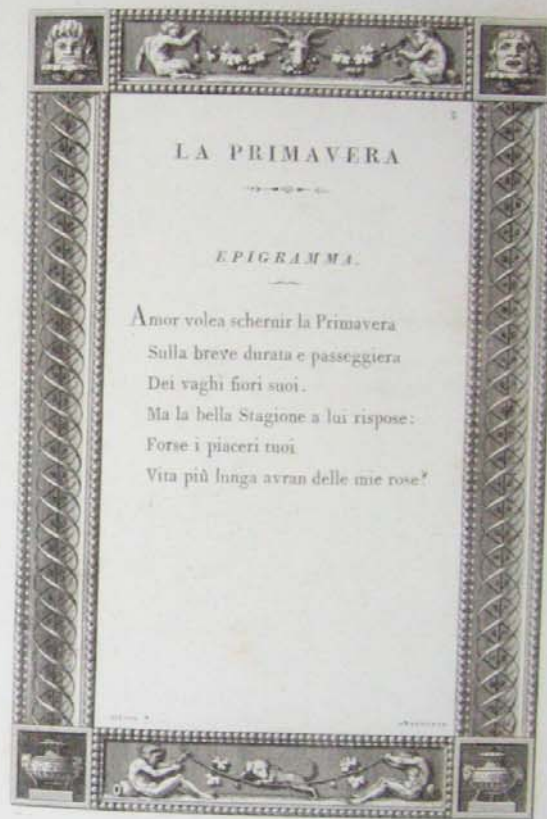 LA PRIMAVERA
EPIGRAMMA.
Amor volea schernir la Primavera
Sulla breve durata e passeggiera
Dei vaghi fiori suoi.
Ma la bella Stagione a lui rispose:
Forse i piaceri tuoi
Vita più lunga avran delle mie rose?